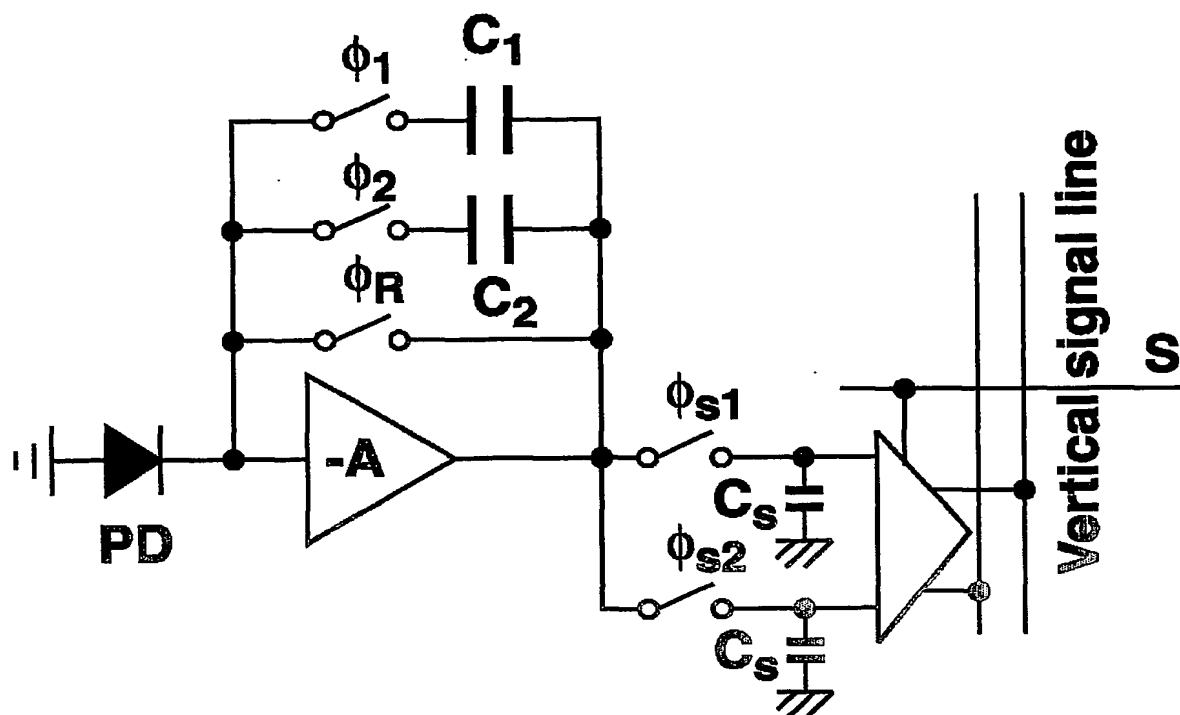 C1
ϕ1
ϕ2
ϕR
C2
Vertical signal line
S
ϕs1
-A
Cs
PD
ϕs2
Cs